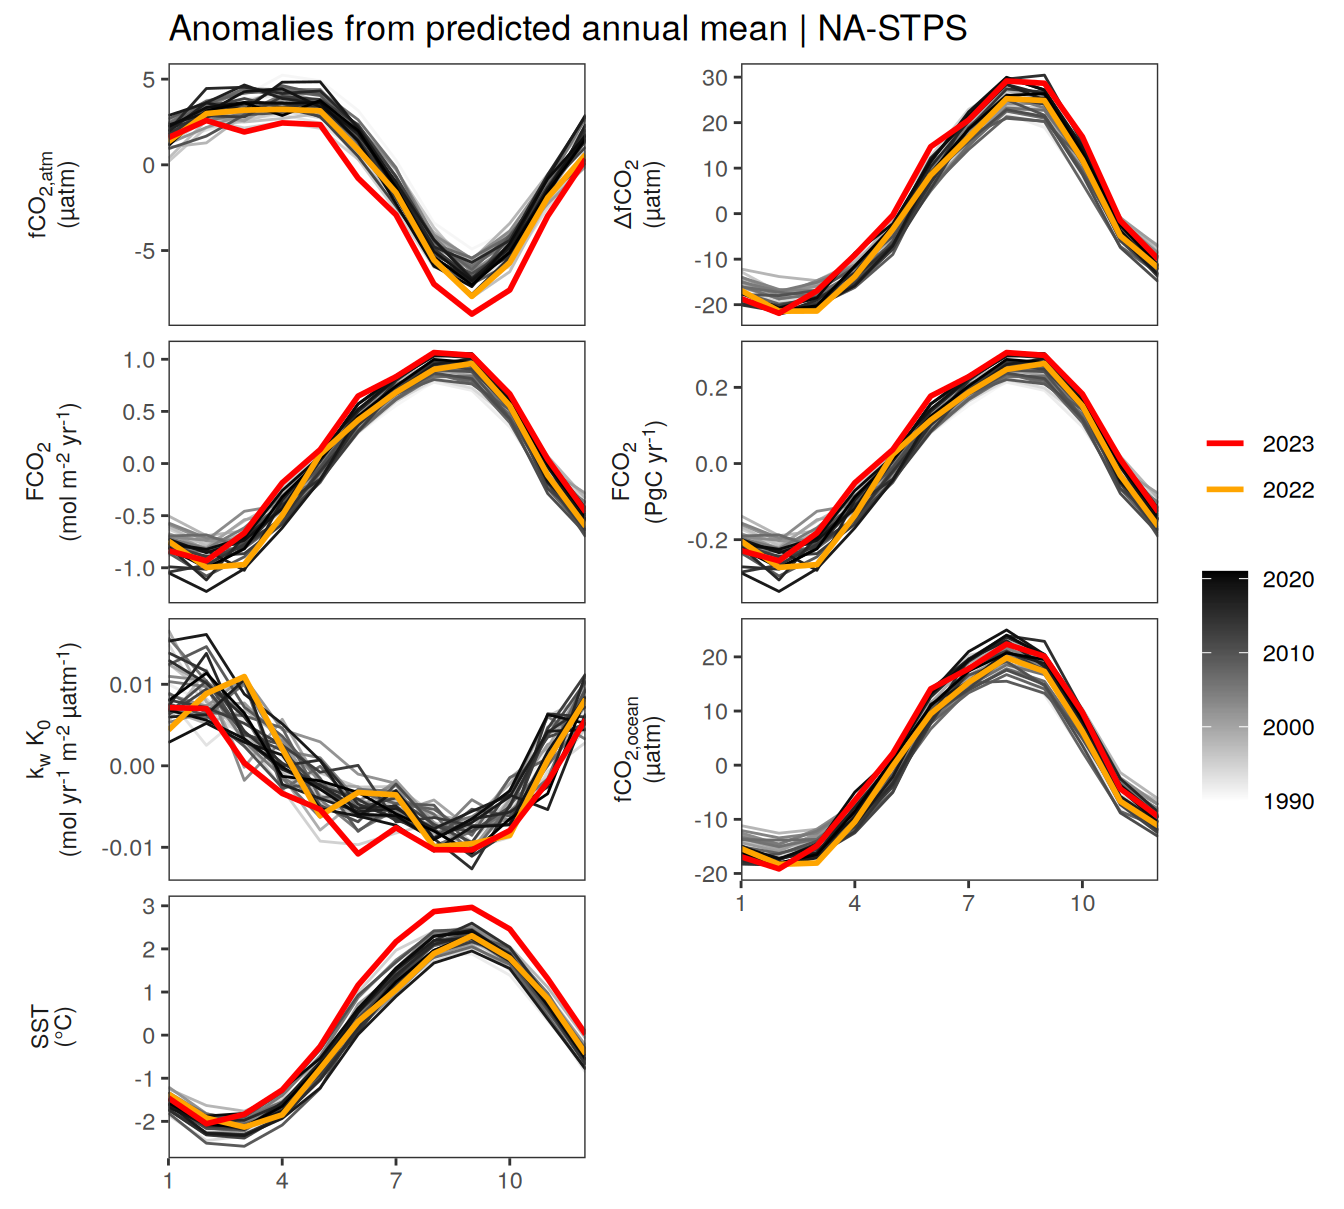 Anomalies from predicted annual mean | NA-STPS
fCO2,atm
(µatm)
5
0
-5
ΔfCO2
(µatm)
30
20
10
0
-10
-20
FCO2
(mol m-2 yr-1)
1.0
0.5
0.0
-0.5
-1.0
FCO2
(PgC yr-1)
0.2
0.0
-0.2
kw K0
(mol yr-1 m-2 µatm-1)
0.01
0.00
-0.01
fCO2,ocean
(µatm)
20
10
0
-10
-20
1 4 7 10
SST
(°C)
3
2
1
0
-1
-2
1 4 7 10
2023
2022
2020
2010
2000
1990